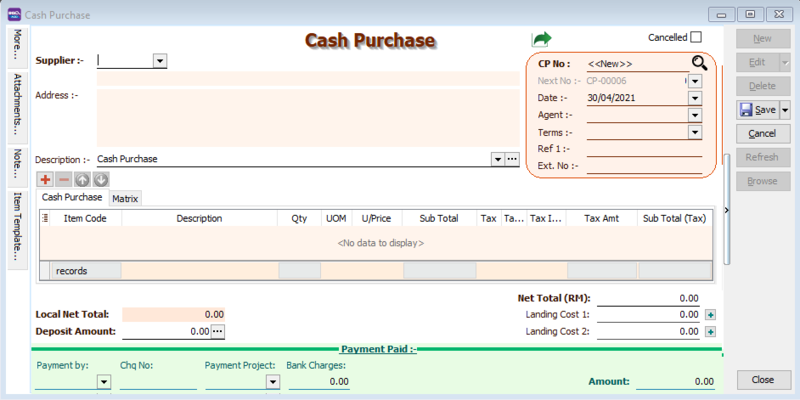 Cash Purchase
Cash Purchase
Cancelled
New
Edit
Delete
Save
Cancel
Refresh
Browse
More...
Attachments...
Note...
Item Template...
Supplier :-
Address :-
CP No : <<New>>
Next No :- CP-00006
Date :- 30/04/2021
Agent :-
Terms :-
Ref 1 :-
Ext. No :-
Description :- Cash Purchase
Cash Purchase Matrix
Item Code Description Qty UOM U/Price Sub Total Tax Ta... Tax I... Tax Amt Sub Total (Tax)
<No data to display>
records
Net Total (RM): 0.00
Local Net Total: 0.00 Landing Cost 1: 0.00
Deposit Amount: 0.00 Landing Cost 2: 0.00
Payment Paid :-
Payment by: Chq No: Payment Project: Bank Charges:
0.00 Amount: 0.00
Close